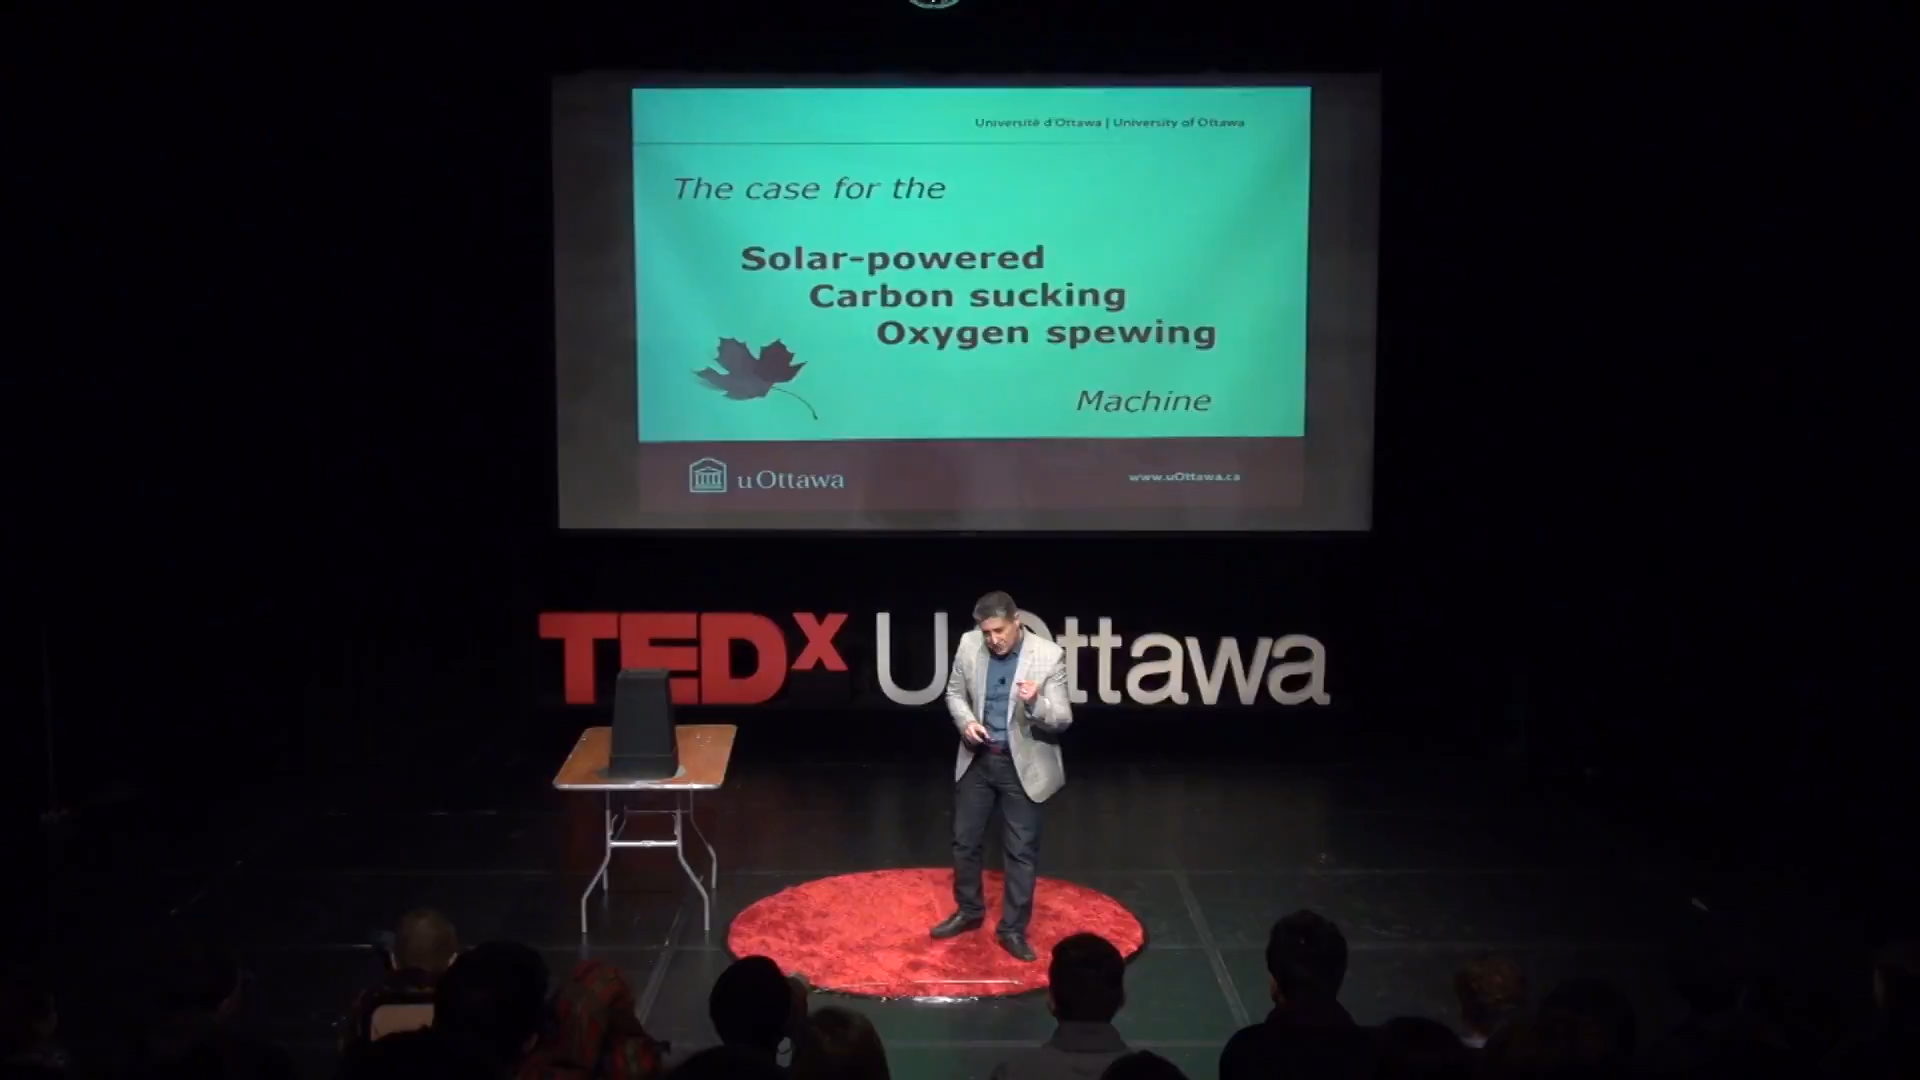 Université d'Ottawa | University of Ottawa
The case for the
Solar-powered
Carbon sucking
Oxygen spewing
Machine
uOttawa
www.uOttawa.ca
TEDx UOttawa